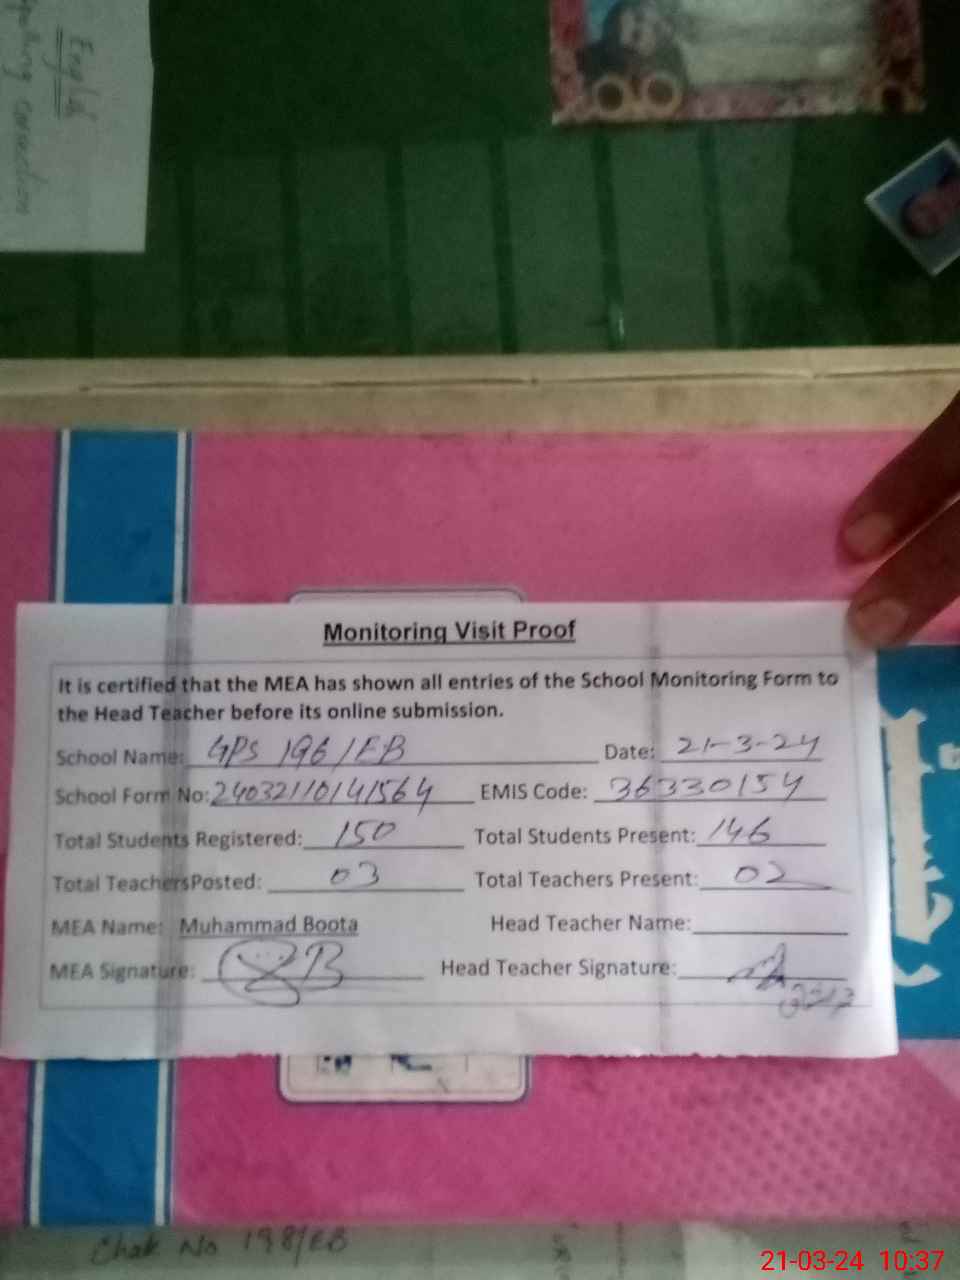 Monitoring Visit Proof
It is certified that the MEA has shown all entries of the School Monitoring Form to
the Head Teacher before its online submission.
School Name: GPS 196/EB Date: 21-3-24
School Form No: 24032110141564 EMIS Code: 36330154
Total Students Registered: 150 Total Students Present: 146
Total TeachersPosted: 03 Total Teachers Present: 02
MEA Name: Muhammad Boota Head Teacher Name:
MEA Signature: Head Teacher Signature:
Chak No 198/EB
21-03-24 10:37